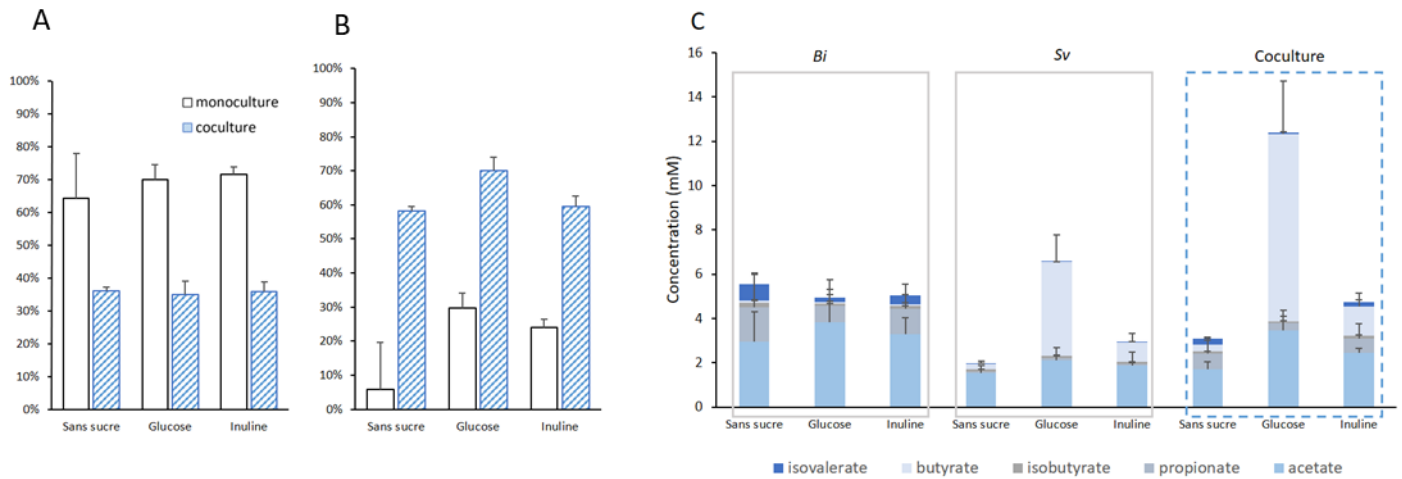 A
100%
90%
80%
70%
60%
50%
40%
30%
20%
10%
0%
monoculture
coculture
Sans sucre Glucose Inuline
B
100%
90%
80%
70%
60%
50%
40%
30%
20%
10%
0%
Sans sucre Glucose Inuline
C
Concentration (mM)
16
14
12
10
8
6
4
2
0
Bi Sv Coculture
Sans sucre Glucose Inuline Sans sucre Glucose Inuline Sans sucre Glucose Inuline
isovalerate butyrate isobutyrate propionate acetate